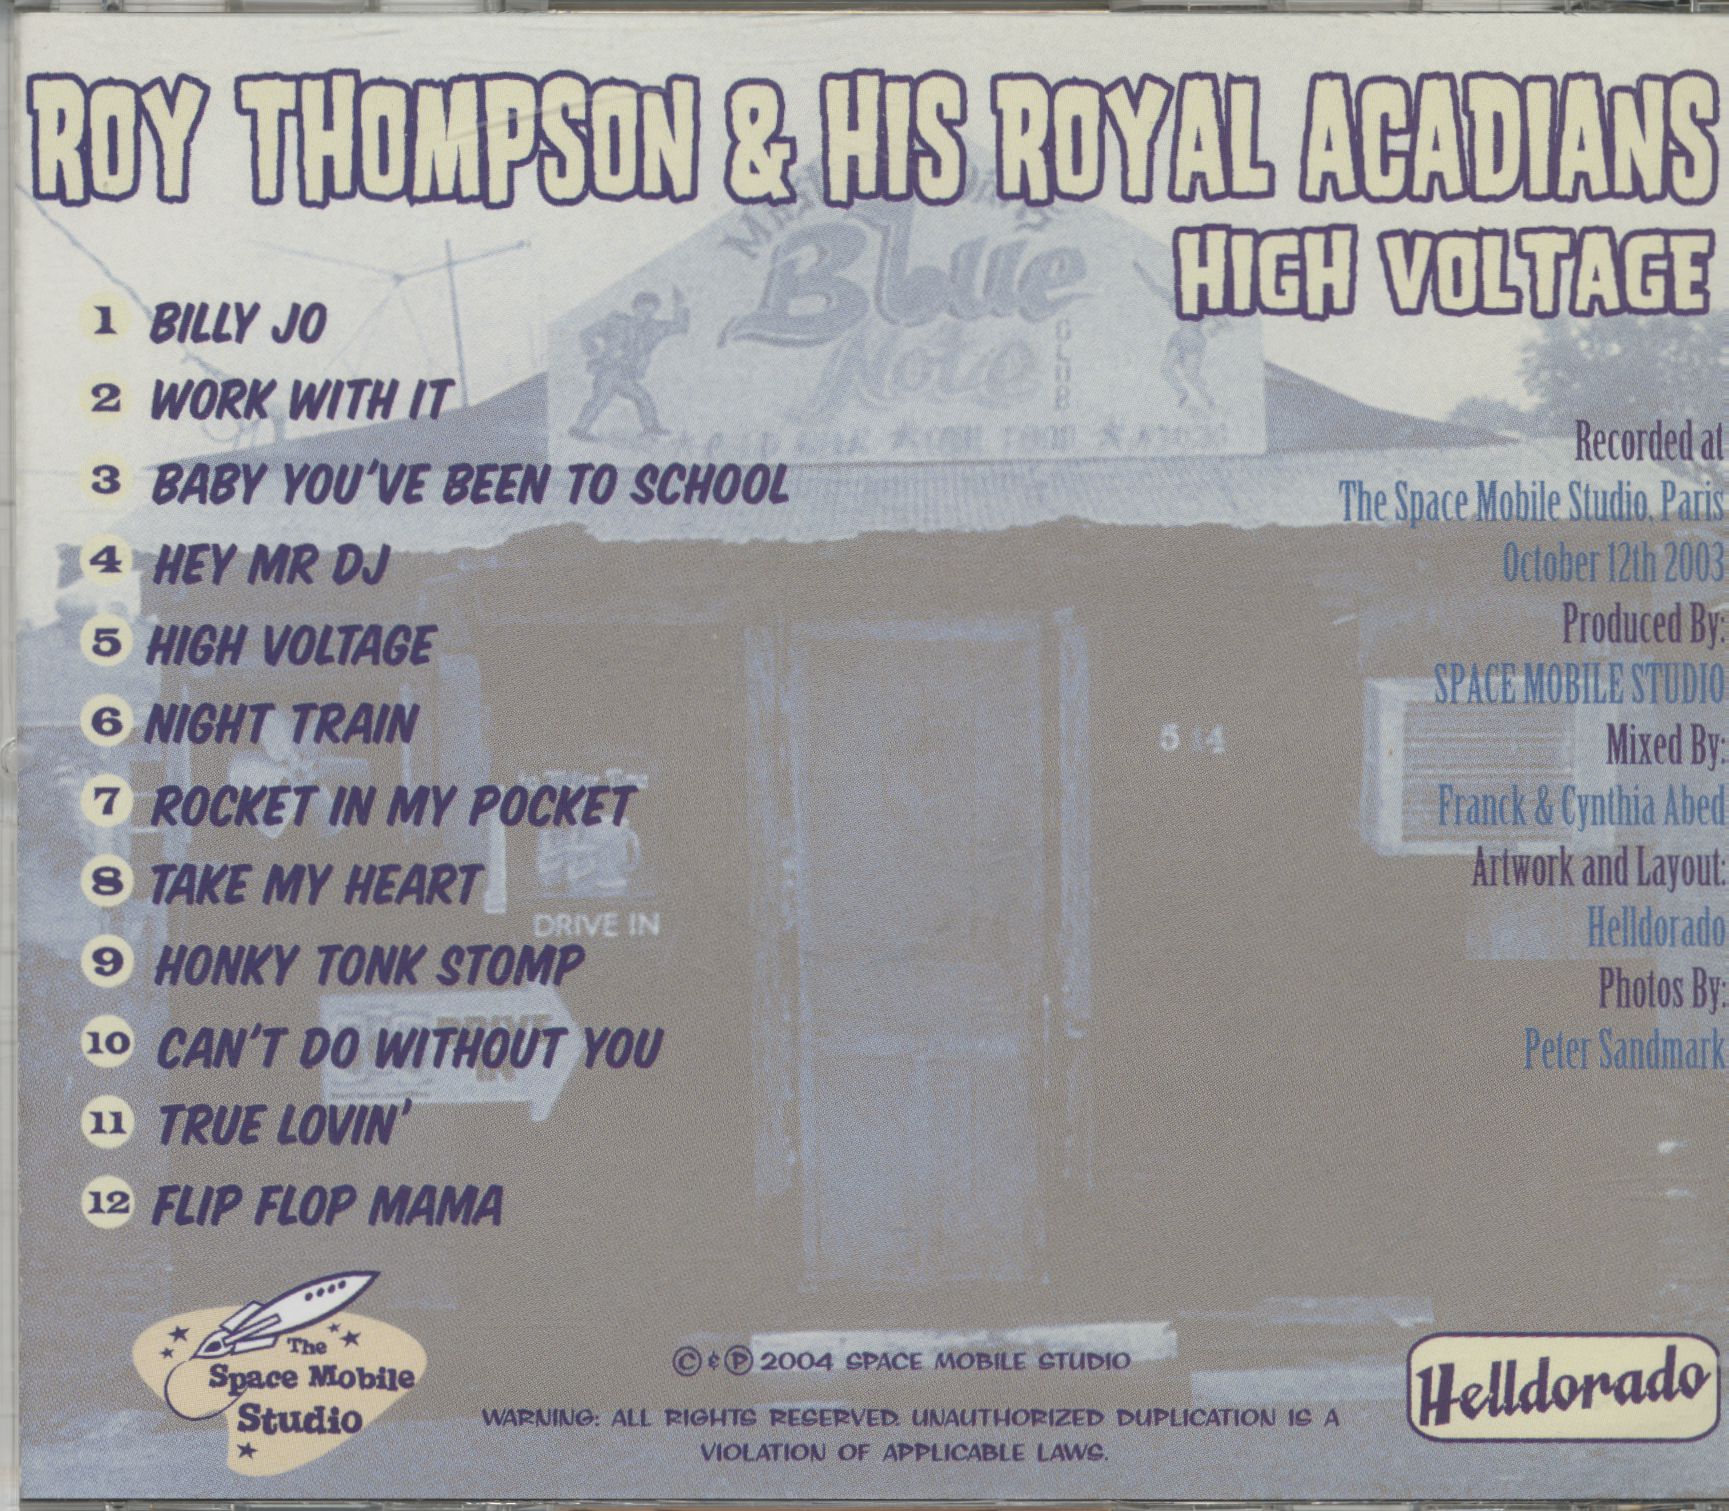 ROY THOMPSON & HIS ROYAL ACADIANS
HIGH VOLTAGE
Blue
Note
CLUB
1 BILLY JO
2 WORK WITH IT
3 BABY YOU'VE BEEN TO SCHOOL
4 HEY MR DJ
5 HIGH VOLTAGE
6 NIGHT TRAIN
7 ROCKET IN MY POCKET
8 TAKE MY HEART
9 HONKY TONK STOMP
10 CAN'T DO WITHOUT YOU
11 TRUE LOVIN'
12 FLIP FLOP MAMA
Recorded at
The Space Mobile Studio, Paris
October 12th 2003
Produced By:
SPACE MOBILE STUDIO
Mixed By:
Franck & Cynthia Abed
Artwork and Layout:
Helldorado
Photos By:
Peter Sandmark
DRIVE IN
DRIVE
IN
The
Space Mobile
Studio
© & ℗ 2004 SPACE MOBILE STUDIO
WARNING: ALL RIGHTS RESERVED. UNAUTHORIZED DUPLICATION IS A
VIOLATION OF APPLICABLE LAWS.
Helldorado